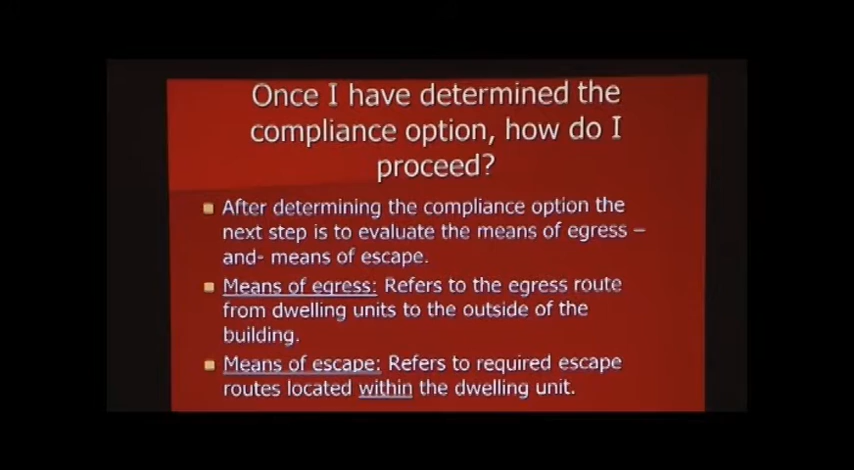 Once I have determined the
compliance option, how do I
proceed?
After determining the compliance option the
next step is to evaluate the means of egress –
and- means of escape.
Means of egress: Refers to the egress route
from dwelling units to the outside of the
building.
Means of escape: Refers to required escape
routes located within the dwelling unit.